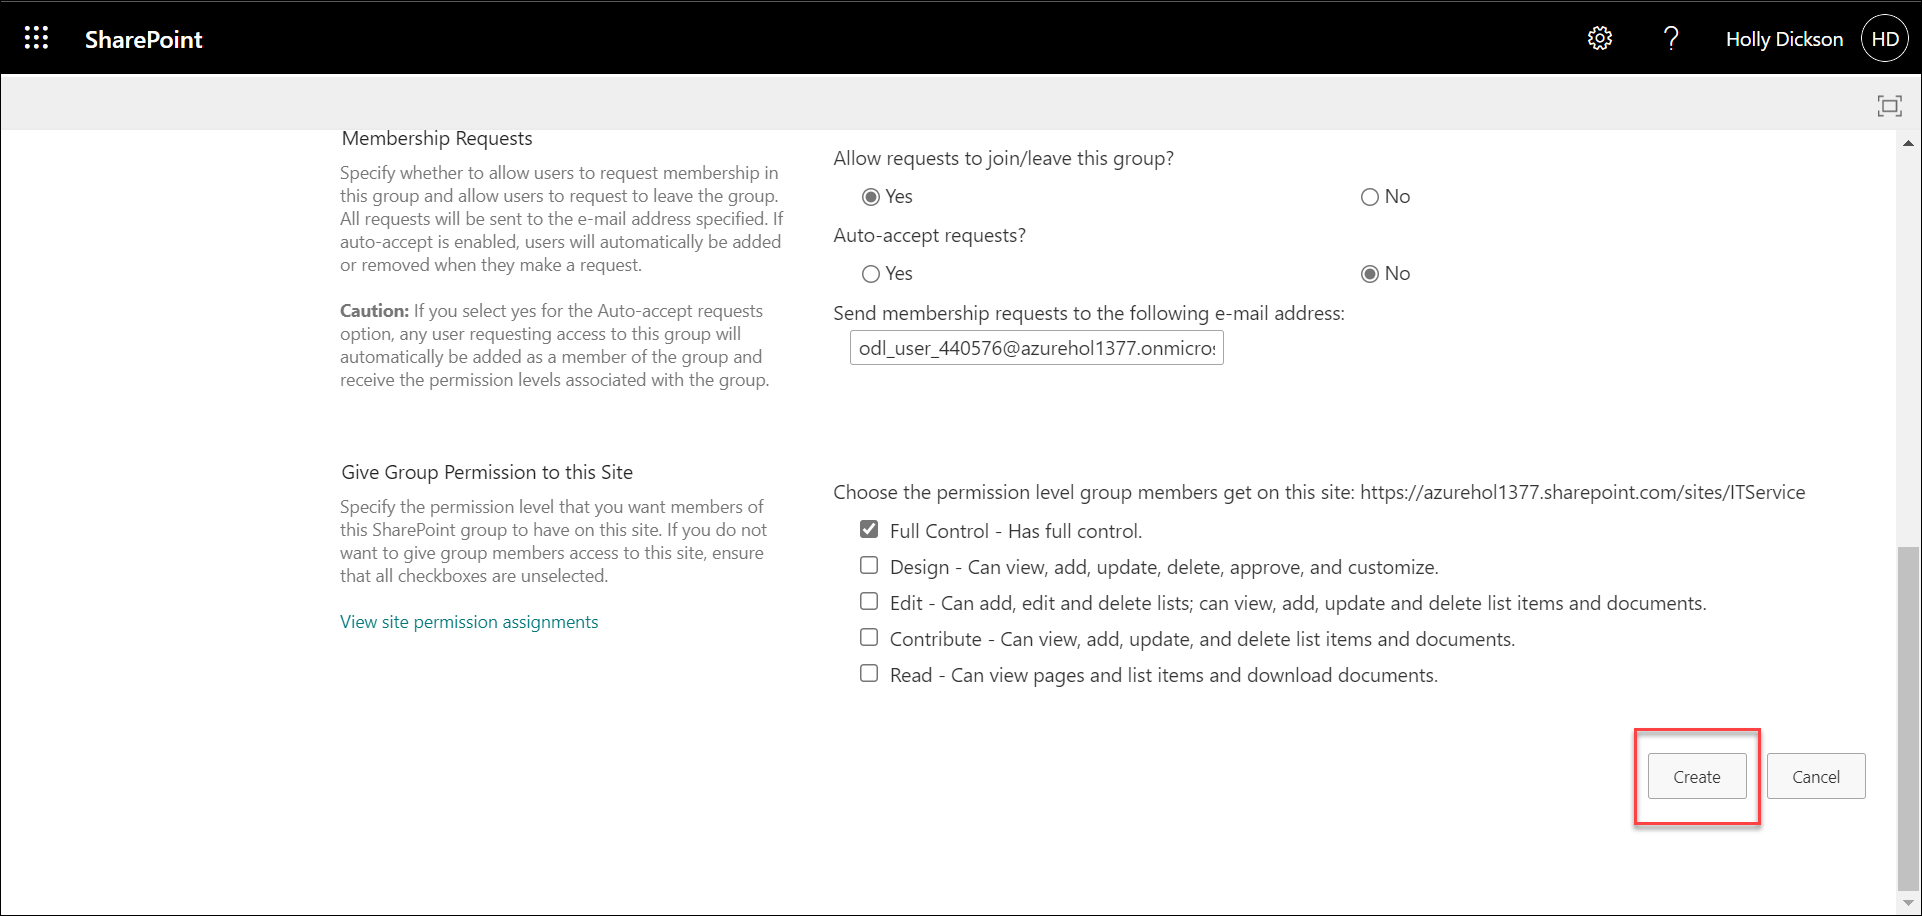 SharePoint
?
Holly Dickson
HD
Membership Requests
Specify whether to allow users to request membership in
this group and allow users to request to leave the group.
All requests will be sent to the e-mail address specified. If
auto-accept is enabled, users will automatically be added
or removed when they make a request.
Caution: If you select yes for the Auto-accept requests
option, any user requesting access to this group will
automatically be added as a member of the group and
receive the permission levels associated with the group.
Allow requests to join/leave this group?
Yes
No
Auto-accept requests?
Yes
No
Send membership requests to the following e-mail address:
odl_user_440576@azurehol1377.onmicros
Give Group Permission to this Site
Specify the permission level that you want members of
this SharePoint group to have on this site. If you do not
want to give group members access to this site, ensure
that all checkboxes are unselected.
View site permission assignments
Choose the permission level group members get on this site: https://azurehol1377.sharepoint.com/sites/ITService
Full Control - Has full control.
Design - Can view, add, update, delete, approve, and customize.
Edit - Can add, edit and delete lists; can view, add, update and delete list items and documents.
Contribute - Can view, add, update, and delete list items and documents.
Read - Can view pages and list items and download documents.
Create
Cancel